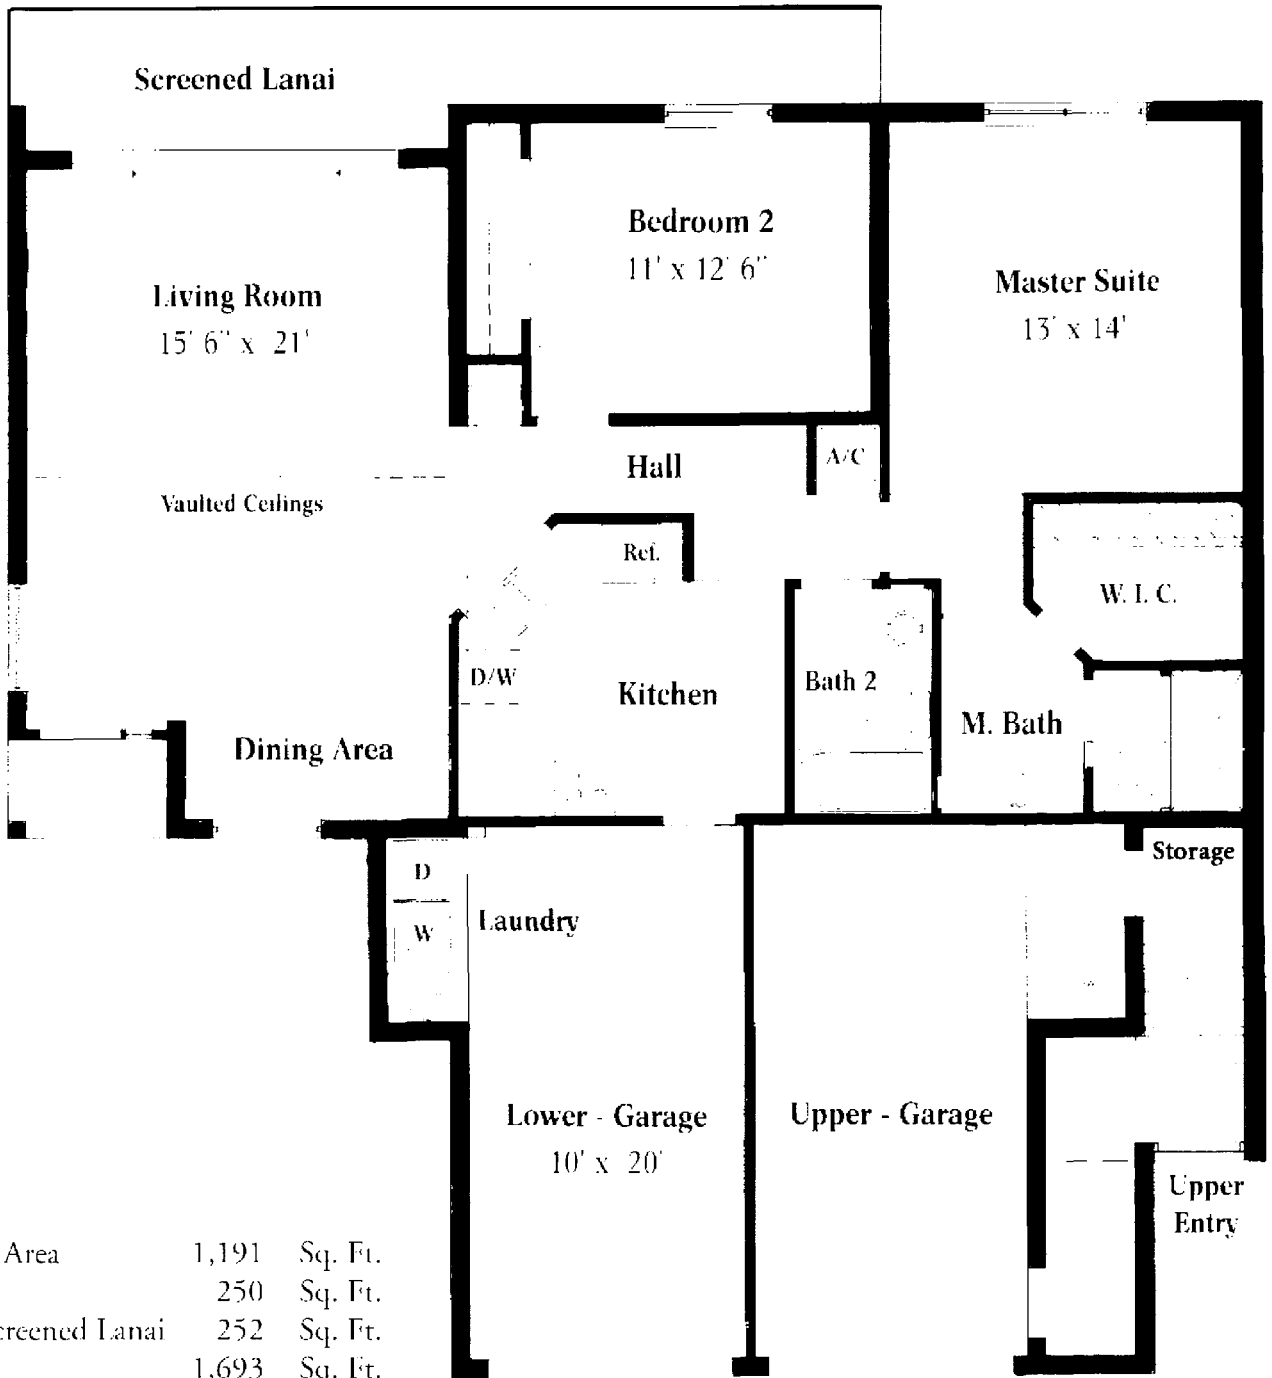 Screened Lanai
Bedroom 2
11' x 12' 6"
Master Suite
13' x 14'
Living Room
15' 6" x 21'
Hall
A/C
Vaulted Ceilings
Ref.
W. I. C.
D/W
Kitchen
Bath 2
M. Bath
Dining Area
Storage
D
W
Laundry
Lower - Garage
10' x 20'
Upper - Garage
Upper
Entry
Area 1,191 Sq. Ft.
250 Sq. Ft.
creened Lanai 252 Sq. Ft.
1,693 Sq. Ft.